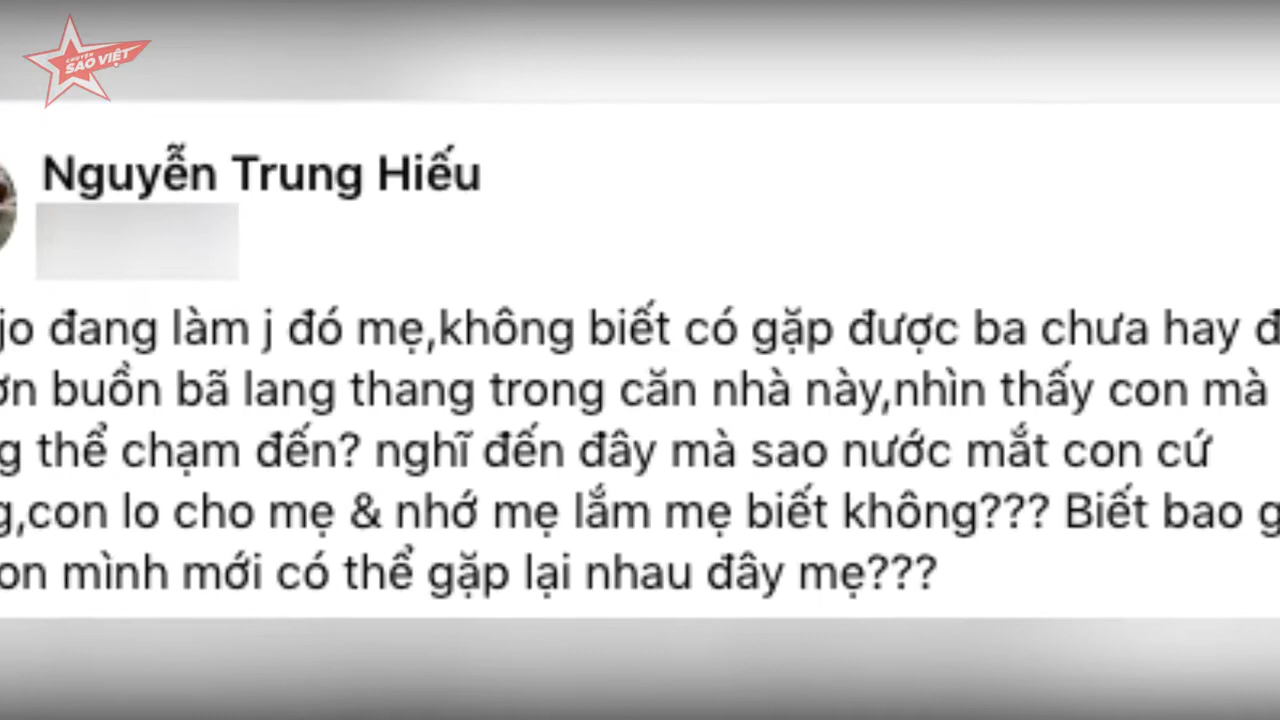 CHUYỆN
SAO VIỆT
Nguyễn Trung Hiếu
jo đang làm j đó mẹ,không biết có gặp được ba chưa hay đ
ơn buồn bã lang thang trong căn nhà này,nhìn thấy con mà
g thể chạm đến? nghĩ đến đây mà sao nước mắt con cứ
g,con lo cho mẹ & nhớ mẹ lắm mẹ biết không??? Biết bao g
on mình mới có thể gặp lại nhau đây mẹ???